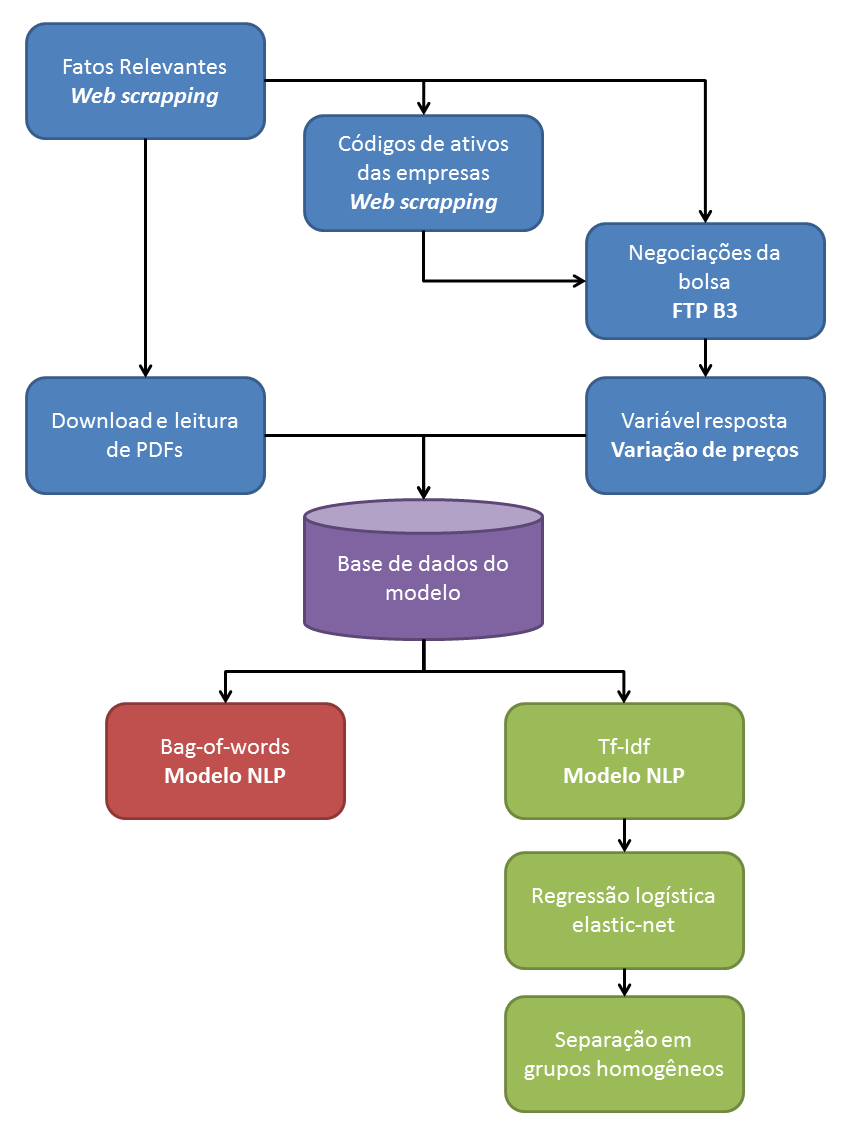 Fatos Relevantes
Web scrapping
Códigos de ativos
das empresas
Web scrapping
Negociações da
bolsa
FTP B3
Download e leitura
de PDFs
Variável resposta
Variação de preços
Base de dados do
modelo
Bag-of-words
Modelo NLP
Tf-Idf
Modelo NLP
Regressão logística
elastic-net
Separação em
grupos homogêneos